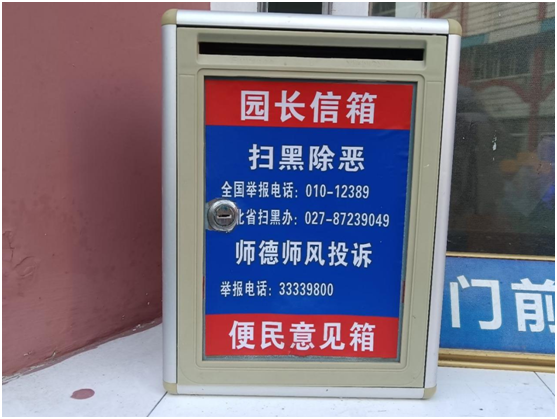 园长信箱
扫黑除恶
全国举报电话：010-12389
北省扫黑办：027-87239049
师德师风投诉
举报电话：33339800
便民意见箱
门前